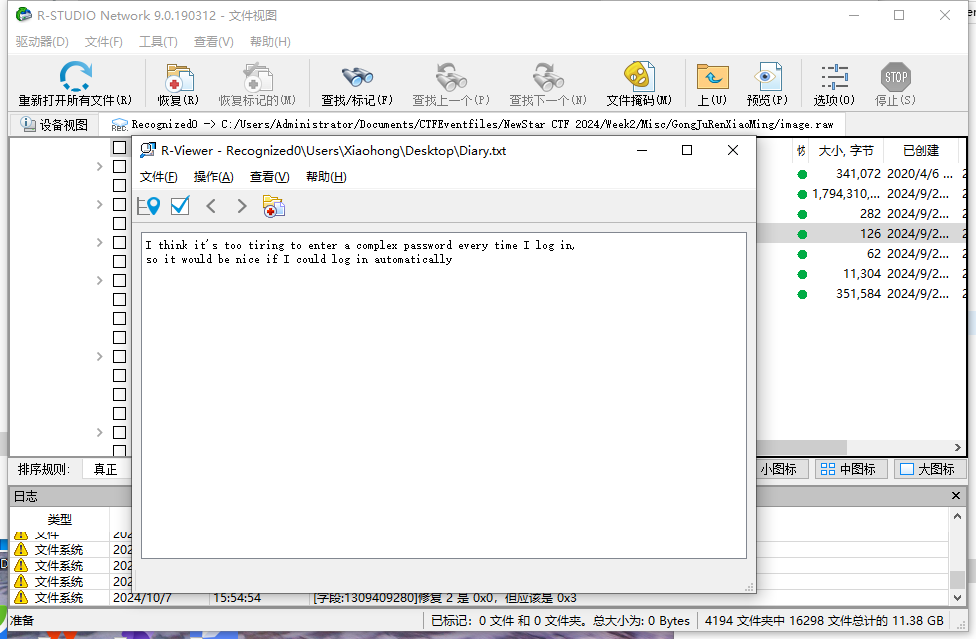 R-STUDIO Network 9.0.190312 - 文件视图
驱动器(D) 文件(F) 工具(T) 查看(V) 帮助(H)
重新打开所有文件(R) 恢复(R) 恢复标记的(M) 查找/标记(F) 查找上一个(P) 查找下一个(N) 文件掩码(M) 上(U) 预览(P) 选项(O) 停止(S)
STOP
设备视图 Rec. Recognized0 -> C:/Users/Administrator/Documents/CTFEventfiles/NewStar CTF 2024/Week2/Misc/GongJuRenXiaoMing/image.raw
R-Viewer - Recognized0\Users\Xiaohong\Desktop\Diary.txt
文件(F) 操作(A) 查看(V) 帮助(H)
I think it's too tiring to enter a complex password every time I log in,
so it would be nice if I could log in automatically
大小, 字节 已创建
341,072 2020/4/6 ...
1,794,310,... 2024/9/2...
282 2024/9/2...
126 2024/9/2...
62 2024/9/2...
11,304 2024/9/2...
351,584 2024/9/2...
排序规则: 真正 小图标 中图标 大图标
日志
类型
文件 202
文件系统 202
文件系统 202
文件系统 202
文件系统 2024/10/7 15:54:54 [字段:1309409280]修复 2 是 0x0，但应该是 0x3
准备 已标记：0 文件 和 0 文件夹。总大小为: 0 Bytes 4194 文件夹中 16298 文件总计的 11.38 GB